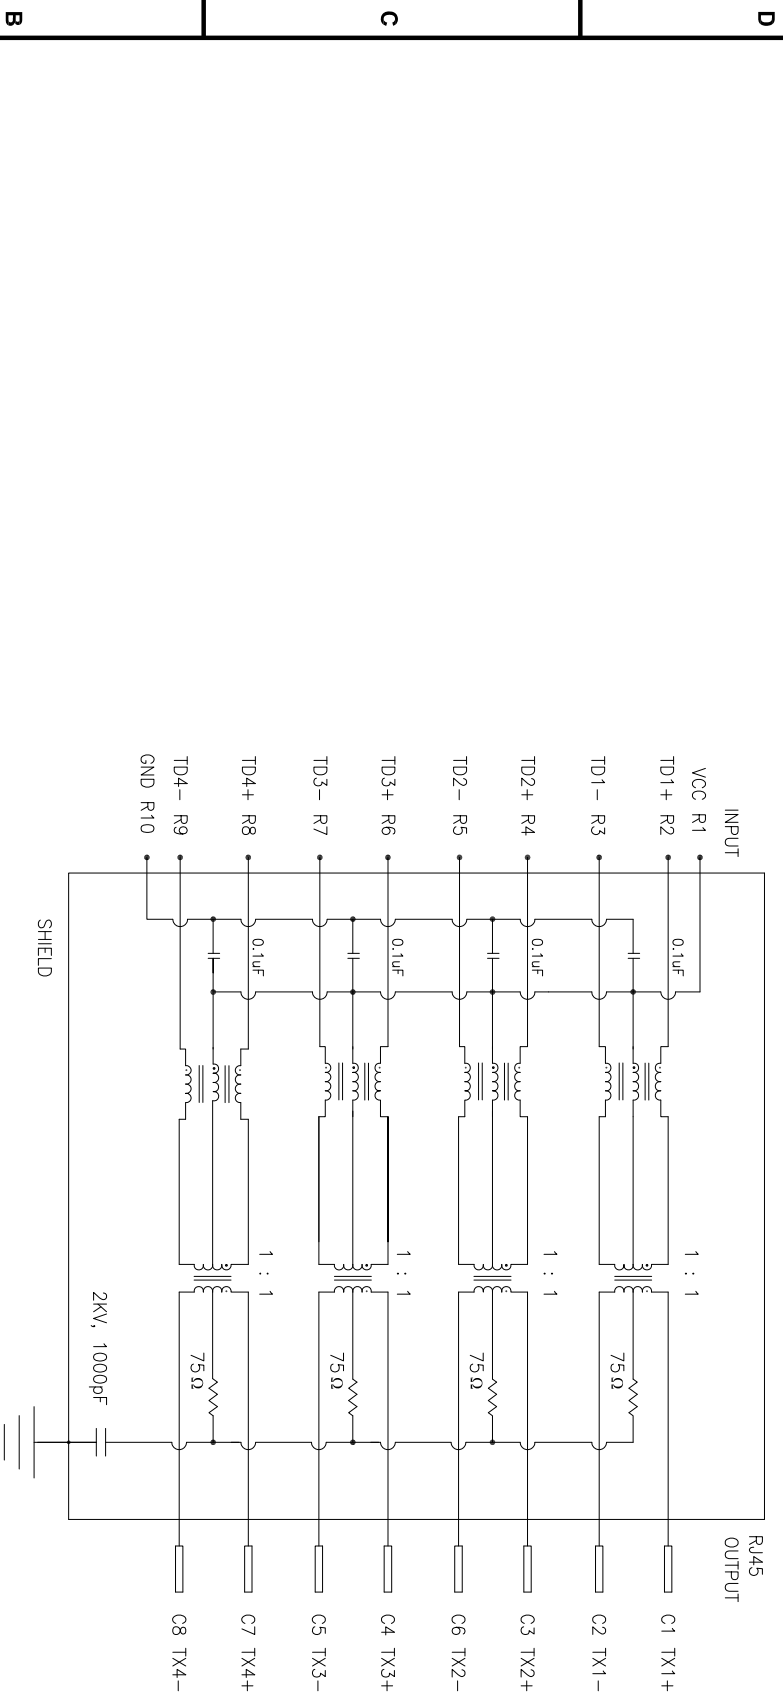 D
C
B
INPUT
VCC R1
TD1+ R2
TD1- R3
TD2+ R4
TD2- R5
TD3+ R6
TD3- R7
TD4+ R8
TD4- R9
GND R10
0.1uF
0.1uF
0.1uF
0.1uF
SHIELD
1 : 1
1 : 1
1 : 1
1 : 1
75Ω
75Ω
75Ω
75Ω
2KV, 1000pF
RJ45
OUTPUT
C1 TX1+
C2 TX1-
C3 TX2+
C6 TX2-
C4 TX3+
C5 TX3-
C7 TX4+
C8 TX4-